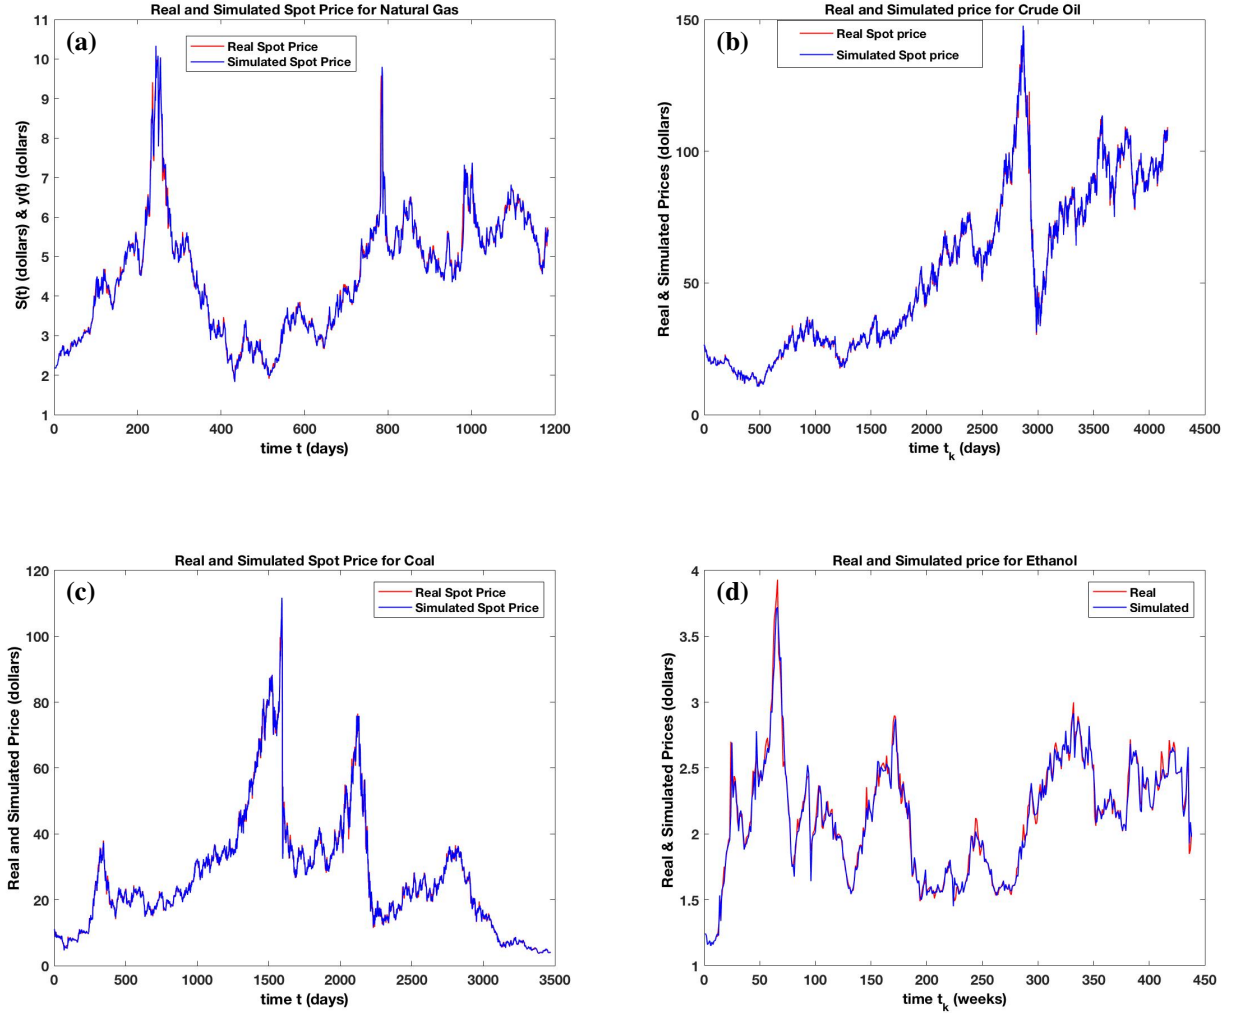 Real and Simulated Spot Price for Natural Gas
(a)
Real Spot Price
Simulated Spot Price
S(t) (dollars) & y(t) (dollars)
11
10
9
8
7
6
5
4
3
2
1
0 200 400 600 800 1000 1200
time t (days)
Real and Simulated price for Crude Oil
(b)
Real Spot price
Simulated Spot price
Real & Simulated Prices (dollars)
150
100
50
0
0 500 1000 1500 2000 2500 3000 3500 4000 4500
time t_k (days)
Real and Simulated Spot Price for Coal
(c)
Real Spot Price
Simulated Spot Price
Real and Simulated Price (dollars)
120
100
80
60
40
20
0
0 500 1000 1500 2000 2500 3000 3500
time t (days)
Real and Simulated price for Ethanol
(d)
Real
Simulated
Real & Simulated Prices (dollars)
4
3.5
3
2.5
2
1.5
1
0 50 100 150 200 250 300 350 400 450
time t_k (weeks)